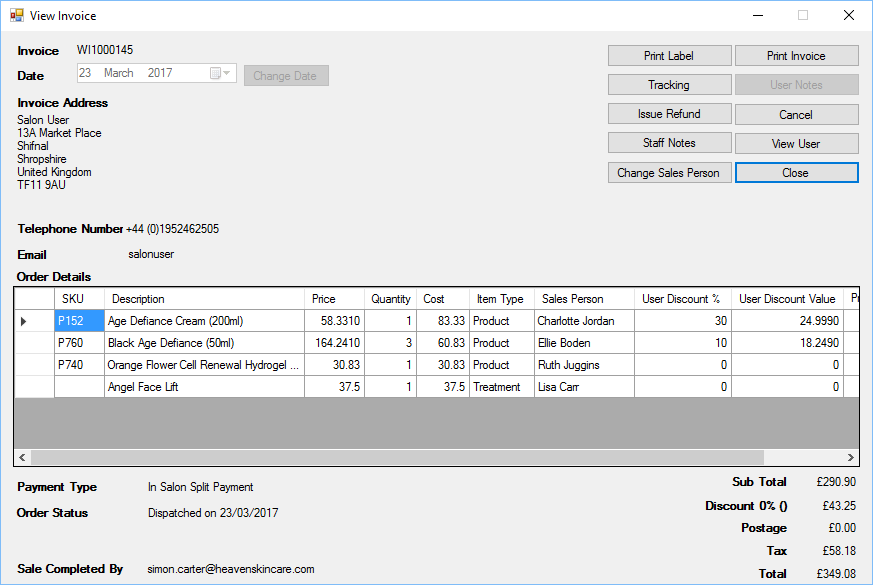 View Invoice
Invoice WI1000145
Date 23 March 2017 Change Date
Print Label Print Invoice
Tracking User Notes
Issue Refund Cancel
Staff Notes View User
Change Sales Person Close
Invoice Address
Salon User
13A Market Place
Shifnal
Shropshire
United Kingdom
TF11 9AU
Telephone Number +44 (0)1952462505
Email salonuser
Order Details
SKU Description Price Quantity Cost Item Type Sales Person User Discount % User Discount Value
P152 Age Defiance Cream (200ml) 58.3310 1 83.33 Product Charlotte Jordan 30 24.9990
P760 Black Age Defiance (50ml) 164.2410 3 60.83 Product Ellie Boden 10 18.2490
P740 Orange Flower Cell Renewal Hydrogel ... 30.83 1 30.83 Product Ruth Juggins 0 0
Angel Face Lift 37.5 1 37.5 Treatment Lisa Carr 0 0
Payment Type In Salon Split Payment
Order Status Dispatched on 23/03/2017
Sale Completed By simon.carter@heavenskincare.com
Sub Total £290.90
Discount 0% () £43.25
Postage £0.00
Tax £58.18
Total £349.08